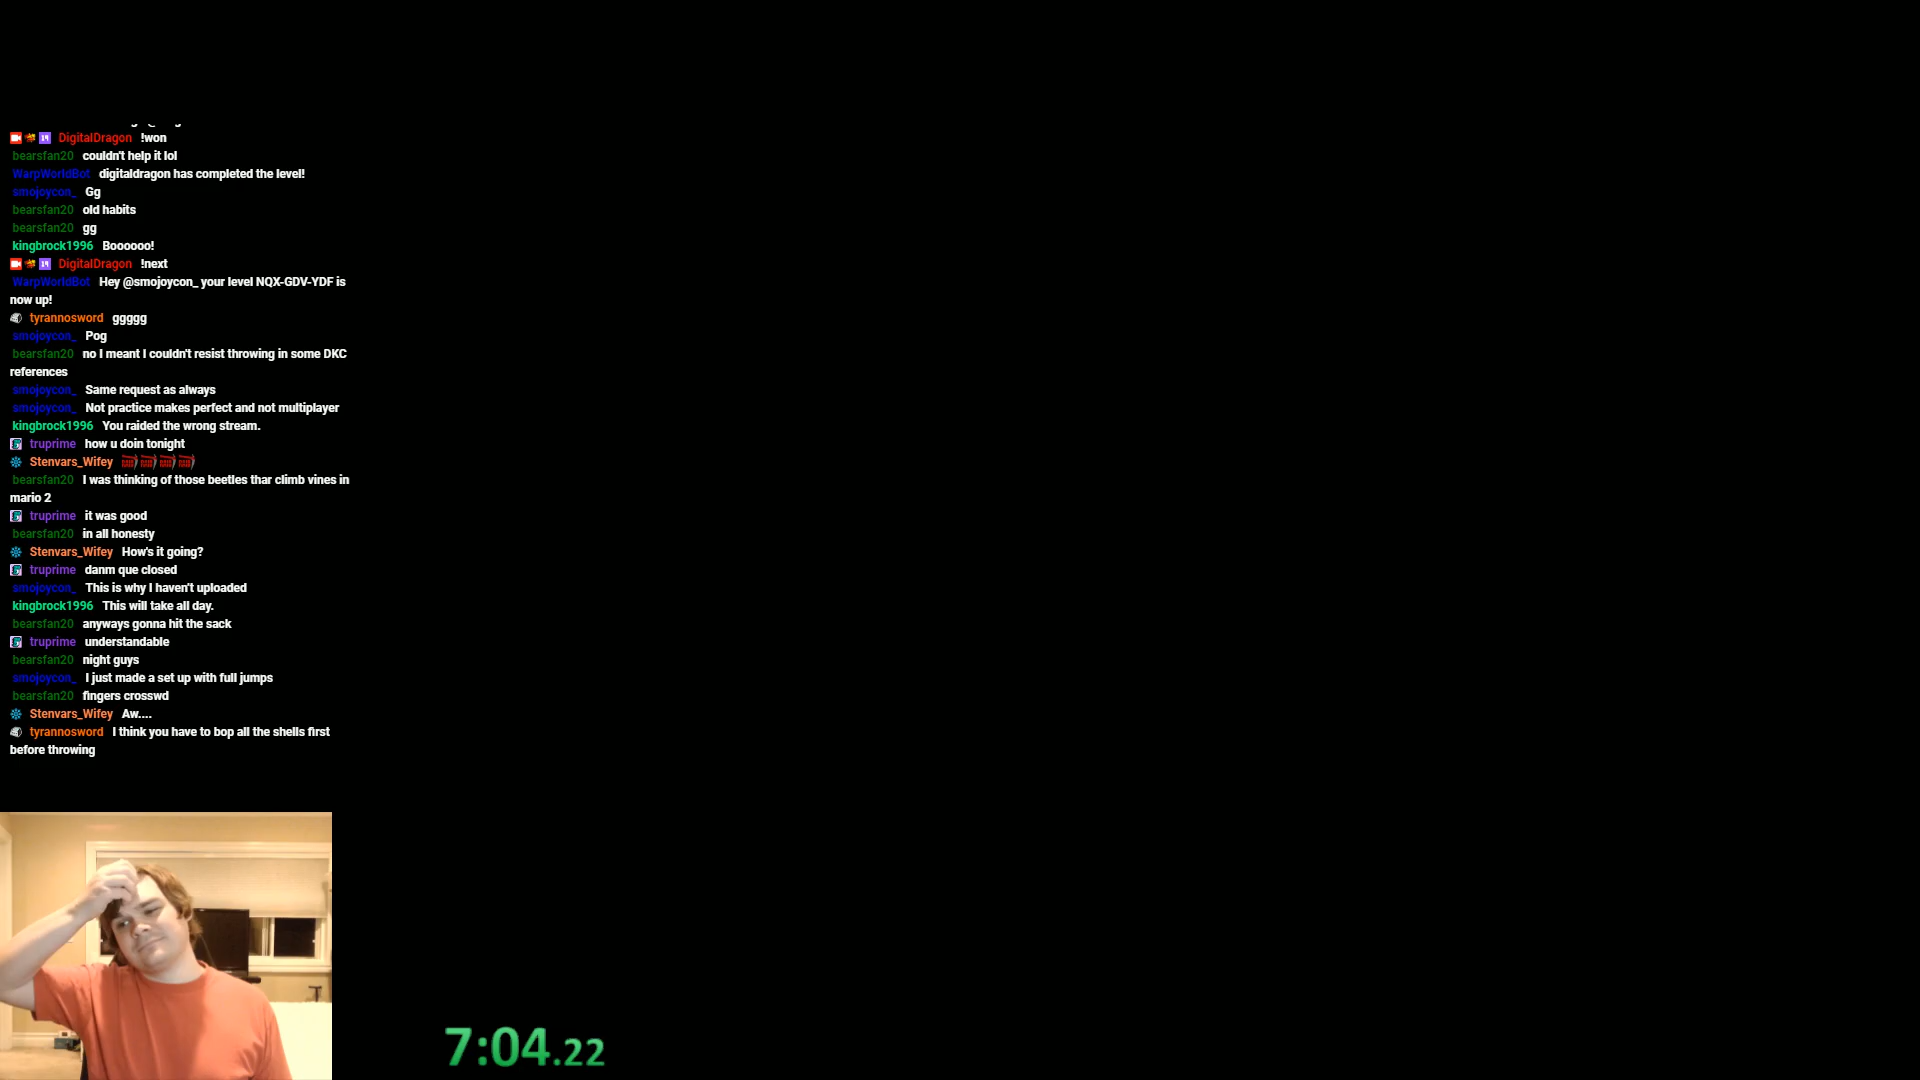 DigitalDragon !won
bearsfan20 couldn't help it lol
WarpWorldBot digitaldragon has completed the level!
smojoycon_ Gg
bearsfan20 old habits
bearsfan20 gg
kingbrock1996 Boooooo!
DigitalDragon !next
WarpWorldBot Hey @smojoycon_ your level NQX-GDV-YDF is
now up!
tyrannosword ggggg
smojoycon_ Pog
bearsfan20 no I meant I couldn't resist throwing in some DKC
references
smojoycon_ Same request as always
smojoycon_ Not practice makes perfect and not multiplayer
kingbrock1996 You raided the wrong stream.
truprime how u doin tonight
Stenvars_Wifey
bearsfan20 I was thinking of those beetles thar climb vines in
mario 2
truprime it was good
bearsfan20 in all honesty
Stenvars_Wifey How's it going?
truprime danm que closed
smojoycon_ This is why I haven't uploaded
kingbrock1996 This will take all day.
bearsfan20 anyways gonna hit the sack
truprime understandable
bearsfan20 night guys
smojoycon_ I just made a set up with full jumps
bearsfan20 fingers crosswd
Stenvars_Wifey Aw....
tyrannosword I think you have to bop all the shells first
before throwing
7:04.22